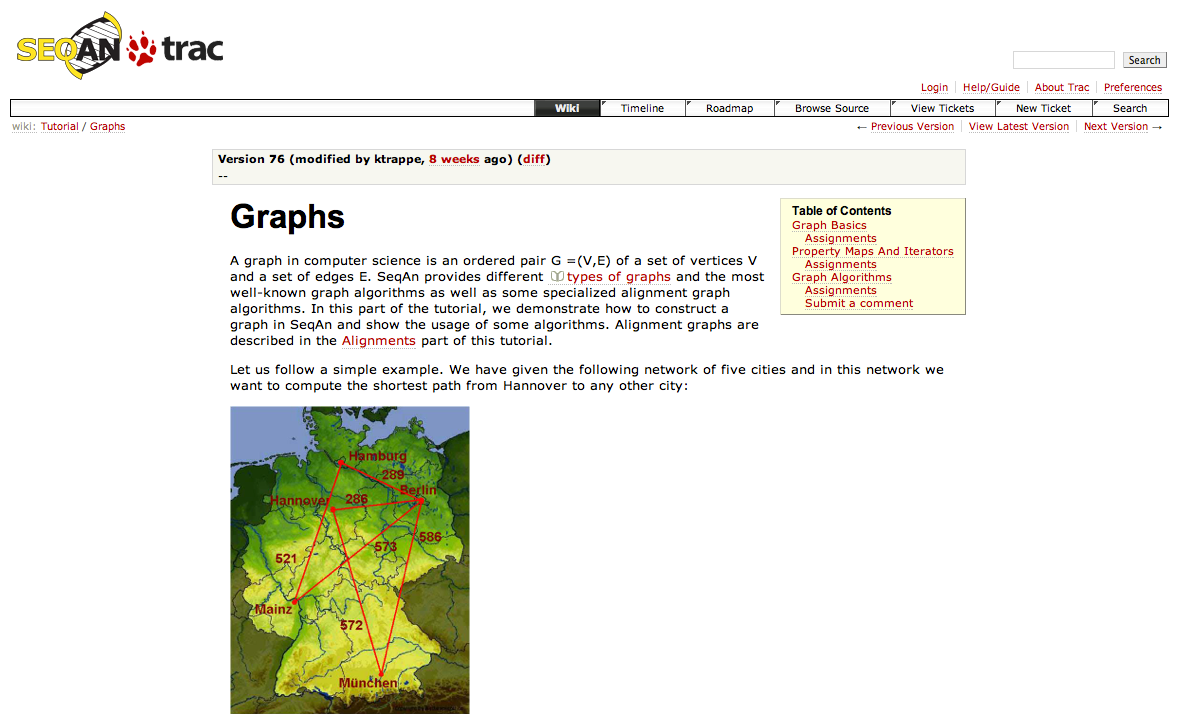 SEQAN trac
Search
Login Help/Guide About Trac Preferences
Wiki Timeline Roadmap Browse Source View Tickets New Ticket Search
wiki: Tutorial / Graphs
← Previous Version View Latest Version Next Version →
Version 76 (modified by ktrappe, 8 weeks ago) (diff)
--
Graphs
A graph in computer science is an ordered pair G =(V,E) of a set of vertices V
and a set of edges E. SeqAn provides different types of graphs and the most
well-known graph algorithms as well as some specialized alignment graph
algorithms. In this part of the tutorial, we demonstrate how to construct a
graph in SeqAn and show the usage of some algorithms. Alignment graphs are
described in the Alignments part of this tutorial.
Table of Contents
Graph Basics
Assignments
Property Maps And Iterators
Assignments
Graph Algorithms
Assignments
Submit a comment
Let us follow a simple example. We have given the following network of five cities and in this network we
want to compute the shortest path from Hannover to any other city:
Hamburg
289
Berlin
Hannover 286
586
573
521
Mainz
572
München